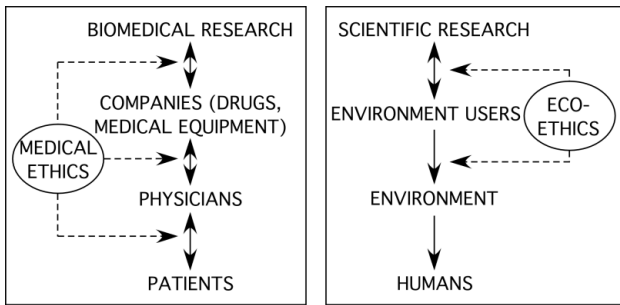 BIOMEDICAL RESEARCH
COMPANIES (DRUGS,
MEDICAL EQUIPMENT)
MEDICAL
ETHICS
PHYSICIANS
PATIENTS
SCIENTIFIC RESEARCH
ENVIRONMENT USERS
ECO-
ETHICS
ENVIRONMENT
HUMANS